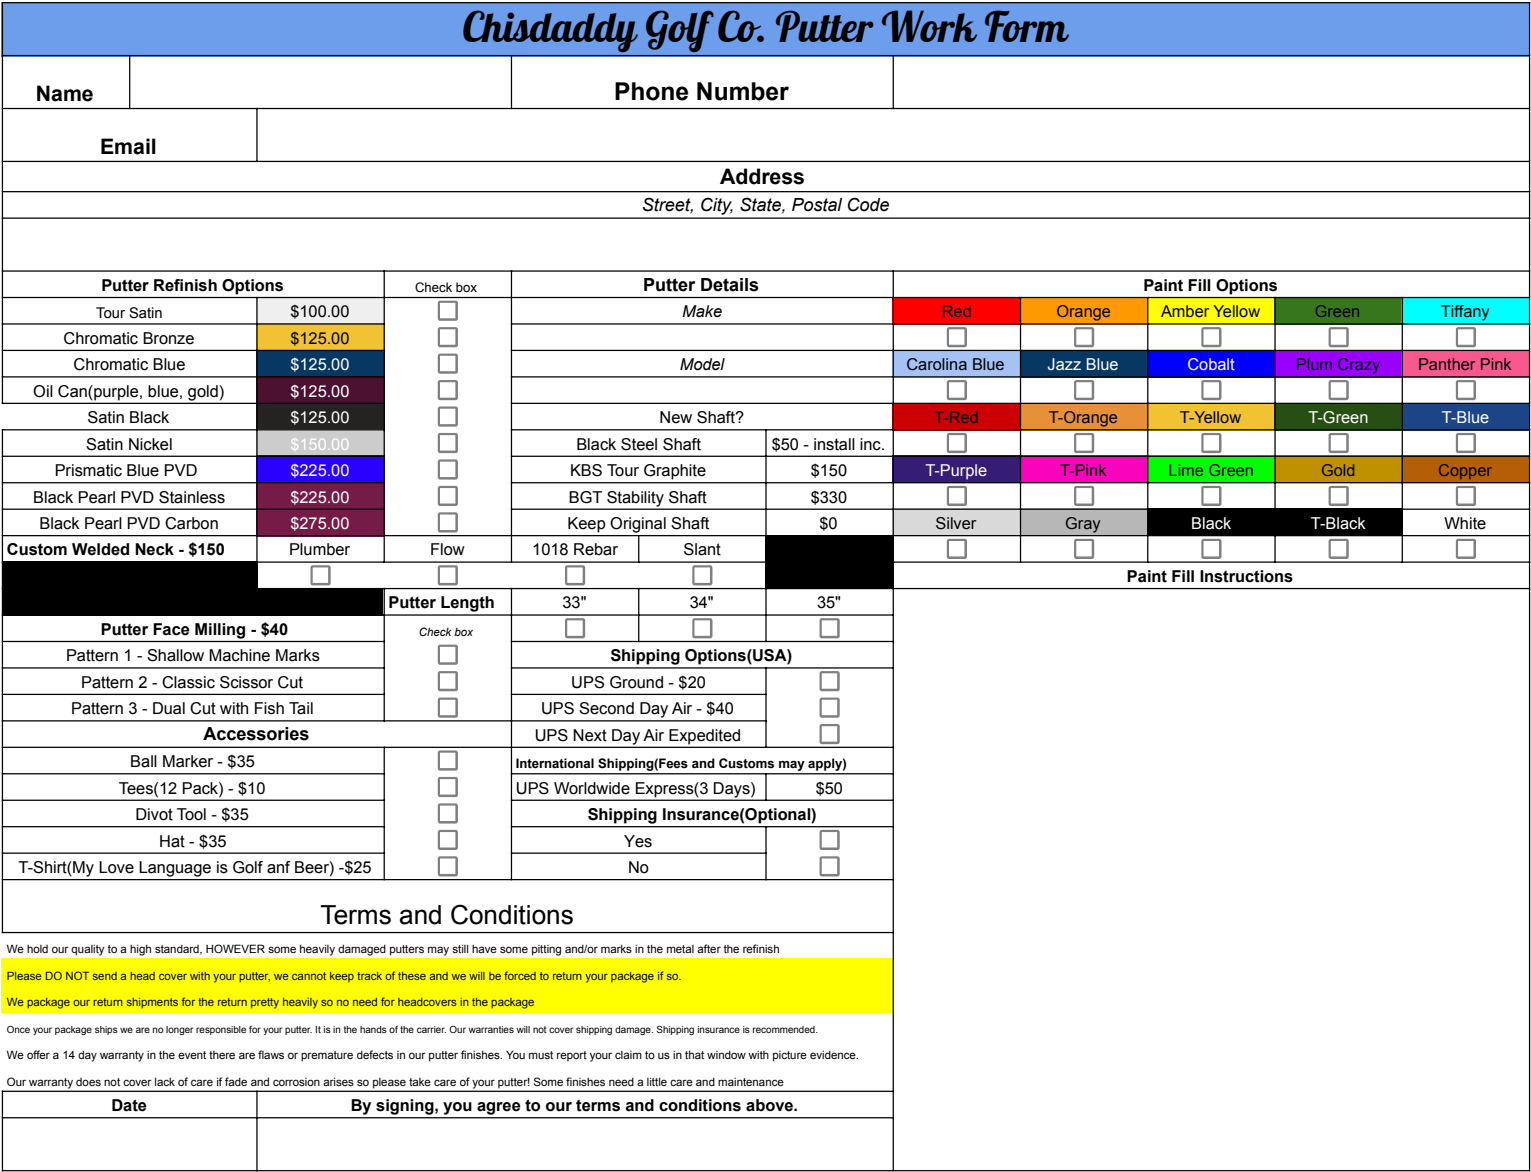 Chisdaddy Golf Co. Putter Work Form
Name
Phone Number
Email
Address
Street, City, State, Postal Code
Putter Refinish Options Check box Putter Details Paint Fill Options
Tour Satin $100.00 Make Red Orange Amber Yellow Green Tiffany
Chromatic Bronze $125.00
Chromatic Blue $125.00 Model Carolina Blue Jazz Blue Cobalt Plum Crazy Panther Pink
Oil Can(purple, blue, gold) $125.00
Satin Black $125.00 New Shaft? T-Red T-Orange T-Yellow T-Green T-Blue
Satin Nickel $150.00 Black Steel Shaft $50 - install inc.
Prismatic Blue PVD $225.00 KBS Tour Graphite $150 T-Purple T-Pink Lime Green Gold Copper
Black Pearl PVD Stainless $225.00 BGT Stability Shaft $330
Black Pearl PVD Carbon $275.00 Keep Original Shaft $0 Silver Gray Black T-Black White
Custom Welded Neck - $150 Plumber Flow 1018 Rebar Slant
Paint Fill Instructions
Putter Length 33" 34" 35"
Putter Face Milling - $40 Check box
Pattern 1 - Shallow Machine Marks Shipping Options(USA)
Pattern 2 - Classic Scissor Cut UPS Ground - $20
Pattern 3 - Dual Cut with Fish Tail UPS Second Day Air - $40
Accessories UPS Next Day Air Expedited
Ball Marker - $35 International Shipping(Fees and Customs may apply)
Tees(12 Pack) - $10 UPS Worldwide Express(3 Days) $50
Divot Tool - $35 Shipping Insurance(Optional)
Hat - $35 Yes
T-Shirt(My Love Language is Golf anf Beer) -$25 No
Terms and Conditions
We hold our quality to a high standard, HOWEVER some heavily damaged putters may still have some pitting and/or marks in the metal after the refinish
Please DO NOT send a head cover with your putter, we cannot keep track of these and we will be forced to return your package if so.
We package our return shipments for the return pretty heavily so no need for headcovers in the package
Once your package ships we are no longer responsible for your putter. It is in the hands of the carrier. Our warranties will not cover shipping damage. Shipping insurance is recommended.
We offer a 14 day warranty in the event there are flaws or premature defects in our putter finishes. You must report your claim to us in that window with picture evidence.
Our warranty does not cover lack of care if fade and corrosion arises so please take care of your putter! Some finishes need a little care and maintenance
Date By signing, you agree to our terms and conditions above.